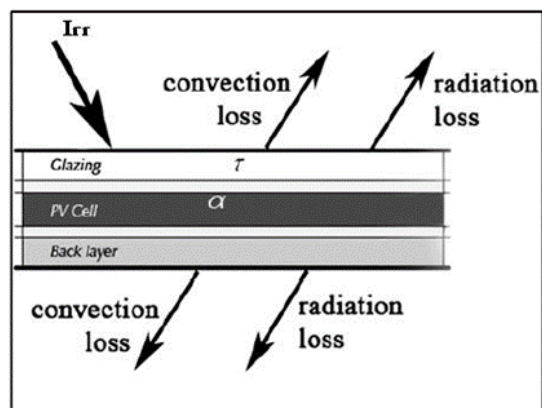 Irr
convection
loss
radiation
loss
Glazing
τ
α
PV Cell
Back layer
convection
loss
radiation
loss